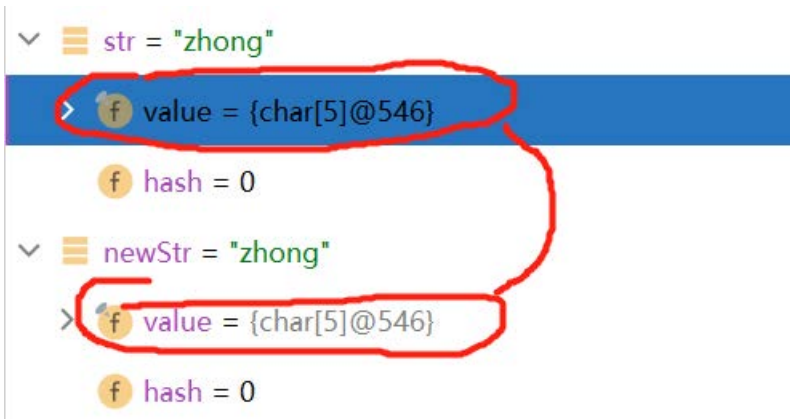 str = "zhong"
f value = {char[5]@546}
f hash = 0
newStr = "zhong"
f value = {char[5]@546}
f hash = 0